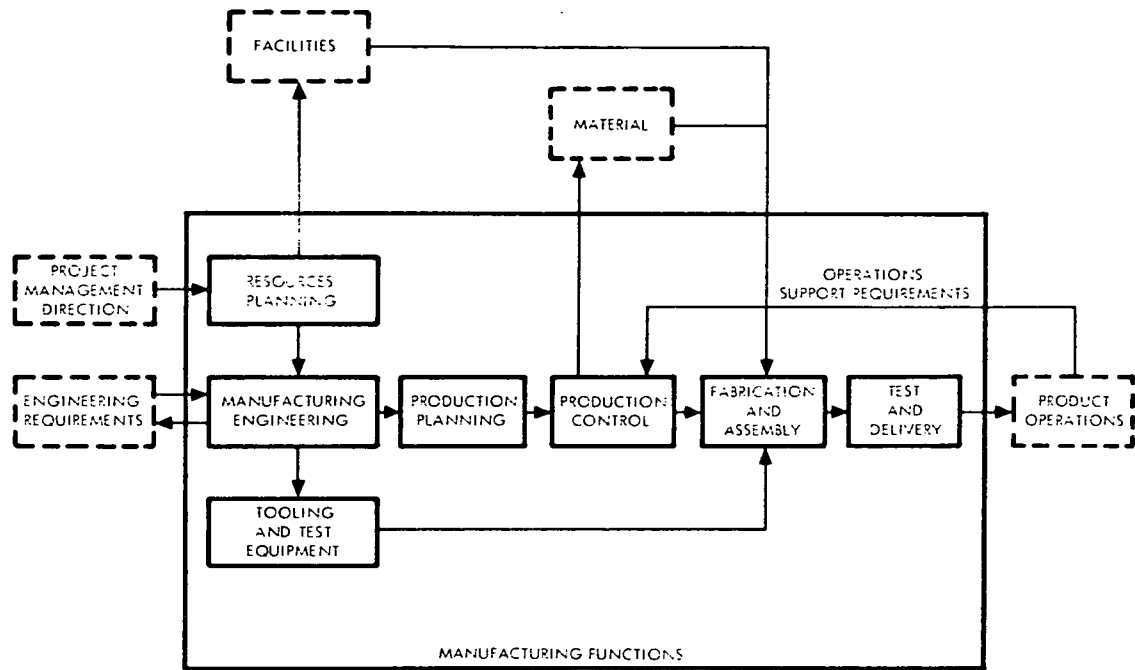 FACILITIES
MATERIAL
PROJECT
MANAGEMENT
DIRECTION
RESOURCES
PLANNING
OPERATIONS
SUPPORT REQUIREMENTS
ENGINEERING
REQUIREMENTS
MANUFACTURING
ENGINEERING
PRODUCTION
PLANNING
PRODUCTION
CONTROL
FABRICATION
AND
ASSEMBLY
TEST
AND
DELIVERY
PRODUCT
OPERATIONS
TOOLING
AND TEST
EQUIPMENT
MANUFACTURING FUNCTIONS